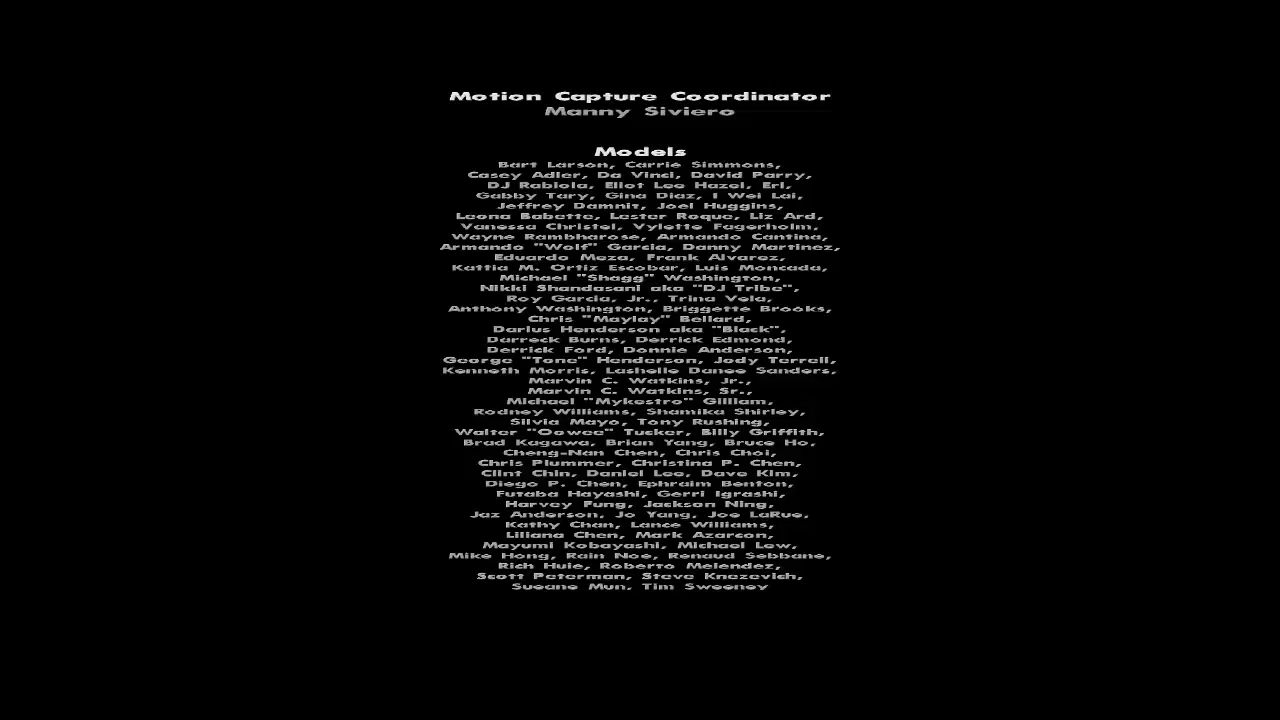 Motion Capture Coordinator
Manny Siviero
Models
Bart Larson, Carrie Simmons,
Casey Adler, Da Vinci, David Parry,
DJ Rabiola, Eliot Lee Hazel, Erl,
Gabby Tary, Gina Diaz, I Wei Lai,
Jeffrey Damnit, Joel Huggins,
Leona Babette, Lester Roque, Liz Ard,
Vanessa Christel, Vylette Fagerholm,
Wayne Rambharose, Armando Cantina,
Armando "Wolf" Garcia, Danny Martinez,
Eduardo Meza, Frank Alvarez,
Kattia M. Ortiz Escobar, Luis Moncada,
Michael "Shagg" Washington,
Nikki Shandasani aka "DJ Tribe",
Roy Garcia, Jr., Trina Vela,
Anthony Washington, Briggette Brooks,
Chris "Maylay" Bellard,
Darius Henderson aka "Black",
Darreck Burns, Derrick Edmond,
Derrick Ford, Donnie Anderson,
George "Tone" Henderson, Jody Terrell,
Kenneth Morris, Lashelle Danee Sanders,
Marvin C. Watkins, Jr.,
Marvin C. Watkins, Sr.,
Michael "Mykestro" Gilliam,
Rodney Williams, Shamika Shirley,
Silvia Mayo, Tony Rushing,
Walter "Oowee" Tucker, Billy Griffith,
Brad Kagawa, Brian Yang, Bruce Ho,
Cheng-Nan Chen, Chris Choi,
Chris Plummer, Christina P. Chen,
Clint Chin, Daniel Lee, Dave Kim,
Diego P. Chen, Ephraim Benton,
Futaba Hayashi, Gerri Igrashi,
Harvey Fung, Jackson Ning,
Jaz Anderson, Jo Yang, Joe LaRue,
Kathy Chan, Lance Williams,
Liliana Chen, Mark Azarcon,
Mayumi Kobayashi, Michael Lew,
Mike Hong, Rain Noe, Renaud Sebbane,
Rich Huie, Roberto Melendez,
Scott Peterman, Steve Knezevich,
Sueane Mun, Tim Sweeney